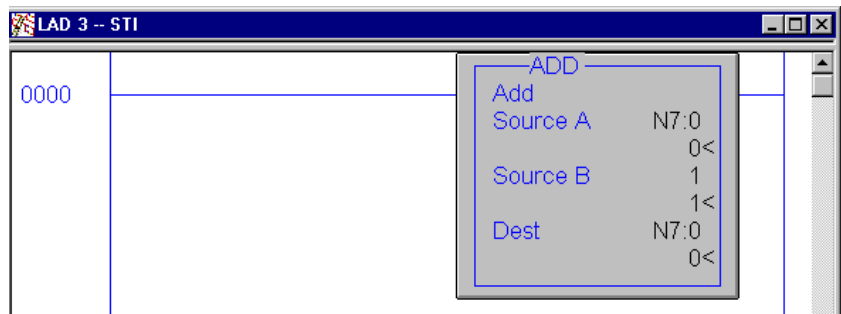 LAD 3 -- STI
0000
ADD
Add
Source A N7:0
0<
Source B 1
1<
Dest N7:0
0<